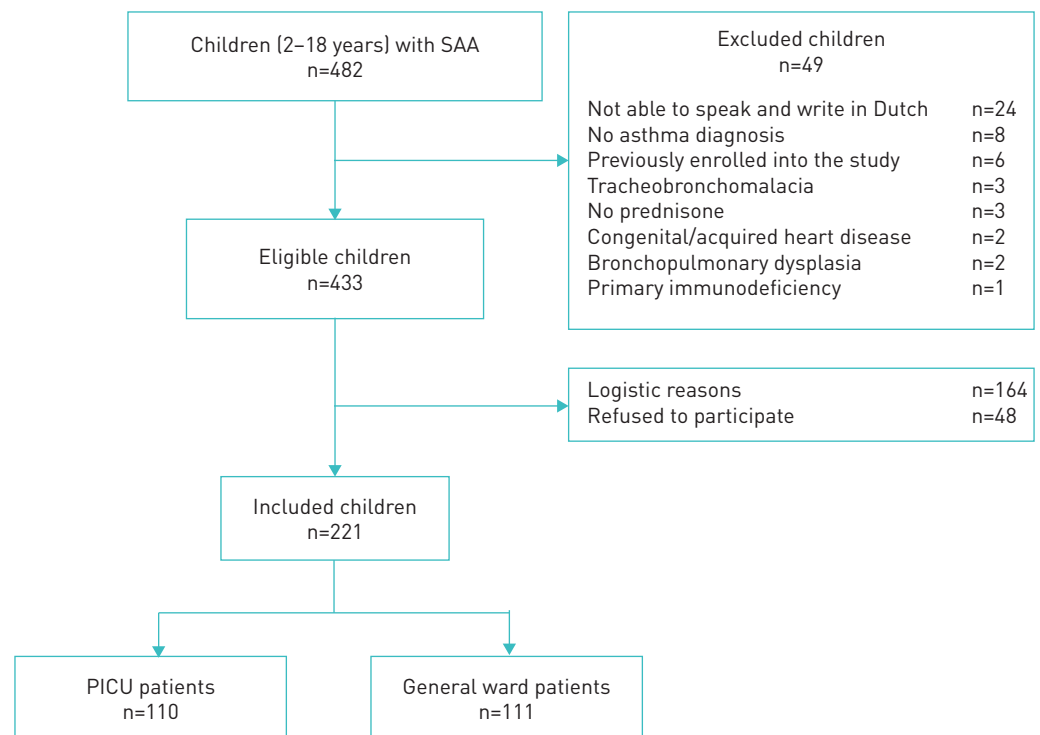 Children (2–18 years) with SAA
n=482
Excluded children
n=49
Not able to speak and write in Dutch n=24
No asthma diagnosis n=8
Previously enrolled into the study n=6
Tracheobronchomalacia n=3
No prednisone n=3
Congenital/acquired heart disease n=2
Bronchopulmonary dysplasia n=2
Primary immunodeficiency n=1
Eligible children
n=433
Logistic reasons n=164
Refused to participate n=48
Included children
n=221
PICU patients
n=110
General ward patients
n=111